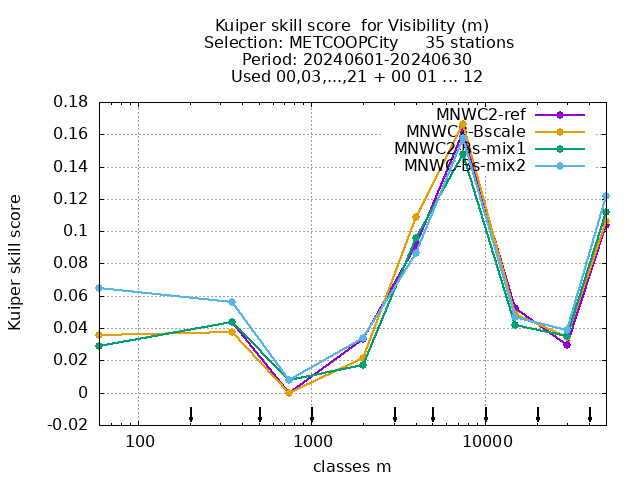 Kuiper skill score  for Visibility (m)
Selection: METCOOPCity     35 stations
Period: 20240601-20240630
Used 00,03,...,21 + 00 01 ... 12
MNWC2-ref
MNWC2-Bscale
MNWC2-Bs-mix1
MNWC-Bs-mix2
Kuiper skill score
0.18
0.16
0.14
0.12
0.1
0.08
0.06
0.04
0.02
0
-0.02
100
1000
10000
classes m